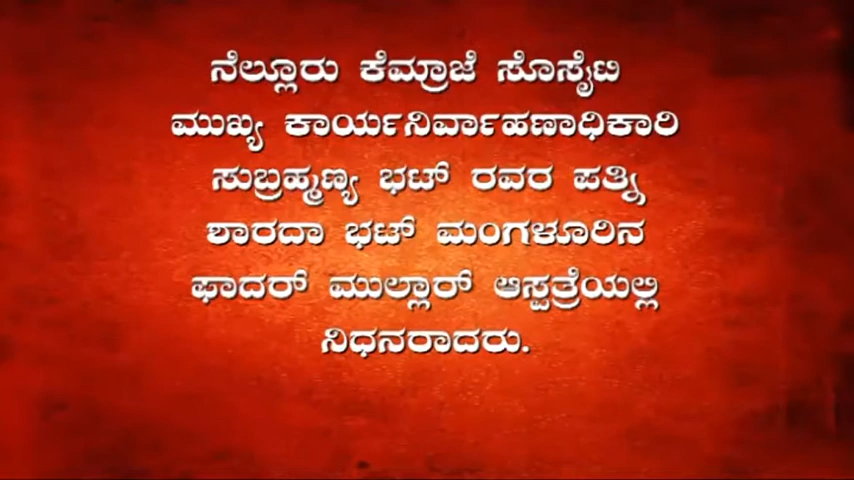 ನೆಲ್ಲೂರು ಕೆಮ್ರಾಜೆ ಸೊಸೈಟಿ
ಮುಖ್ಯ ಕಾರ್ಯನಿರ್ವಾಹಣಾಧಿಕಾರಿ
ಸುಬ್ರಹ್ಮಣ್ಯ ಭಟ್ ರವರ ಪತ್ನಿ
ಶಾರದಾ ಭಟ್ ಮಂಗಳೂರಿನ
ಫಾದರ್ ಮುಲ್ಲಾರ್ ಆಸ್ಪತ್ರೆಯಲ್ಲಿ
ನಿಧನರಾದರು.